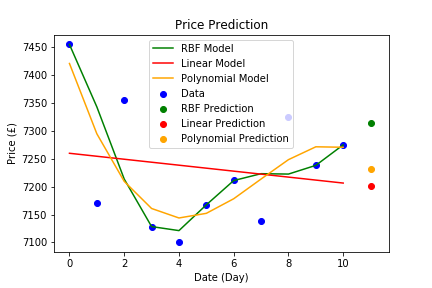 Price Prediction
7450
7400
7350
7300
7250
7200
7150
7100
Price (£)
RBF Model
Linear Model
Polynomial Model
Data
RBF Prediction
Linear Prediction
Polynomial Prediction
0
2
4
6
8
10
Date (Day)